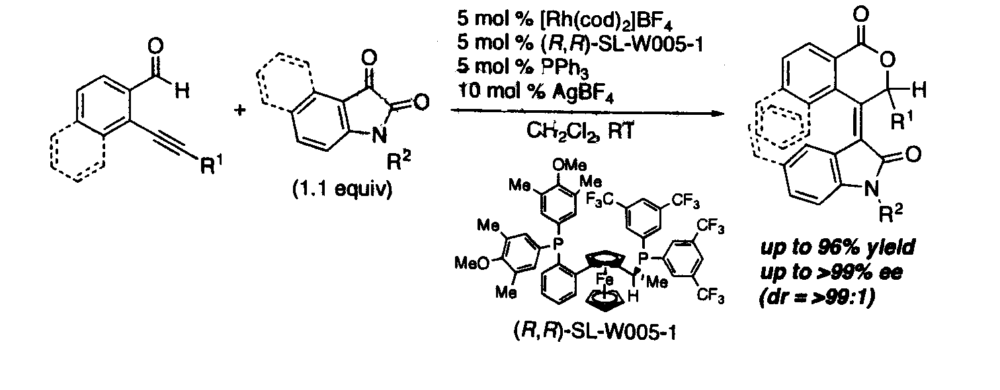 5 mol % [Rh(cod)2]BF4
5 mol % (R,R)-SL-W005-1
5 mol % PPh3
10 mol % AgBF4
CH2Cl2, RT
O
H
R1
+
O
O
N
R2
(1.1 equiv)
O
O
H
R1
O
N
R2
OMe
Me
Me
F3C
CF3
Me
P
CF3
P
MeO
Fe
Me
Me
H
CF3
(R,R)-SL-W005-1
up to 96% yield
up to >99% ee
(dr = >99:1)